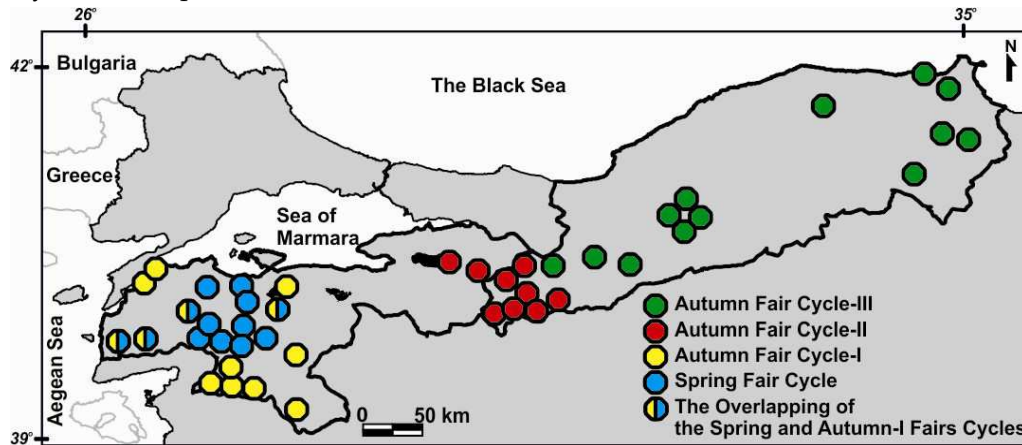 26°
35°
42°
Bulgaria
N
The Black Sea
Greece
Sea of
Marmara
Aegean Sea
Autumn Fair Cycle-III
Autumn Fair Cycle-II
Autumn Fair Cycle-I
Spring Fair Cycle
The Overlapping of
the Spring and Autumn-I Fairs Cycles
0 50 km
39°